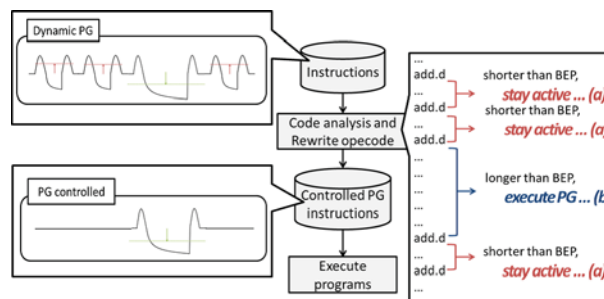 Dynamic PG
Instructions
Code analysis and
Rewrite opecode
PG controlled
Controlled PG
instructions
Execute
programs
...
add.d
...
add.d
...
add.d
...
...
...
...
add.d
...
add.d
...
shorter than BEP,
stay active ... (a)
shorter than BEP,
stay active ... (a)
longer than BEP,
execute PG ... (b
shorter than BEP,
stay active ... (a)